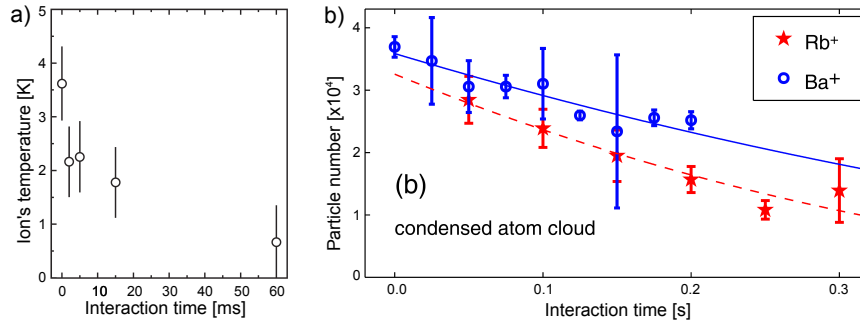 a)
Ion's temperature [K]
5
4
3
2
1
0
0 10 20 30 40 50 60
Interaction time [ms]
b)
Particle number [x10⁴]
4
3
2
1
Rb⁺
Ba⁺
(b)
condensed atom cloud
0.0 0.1 0.2 0.3
Interaction time [s]